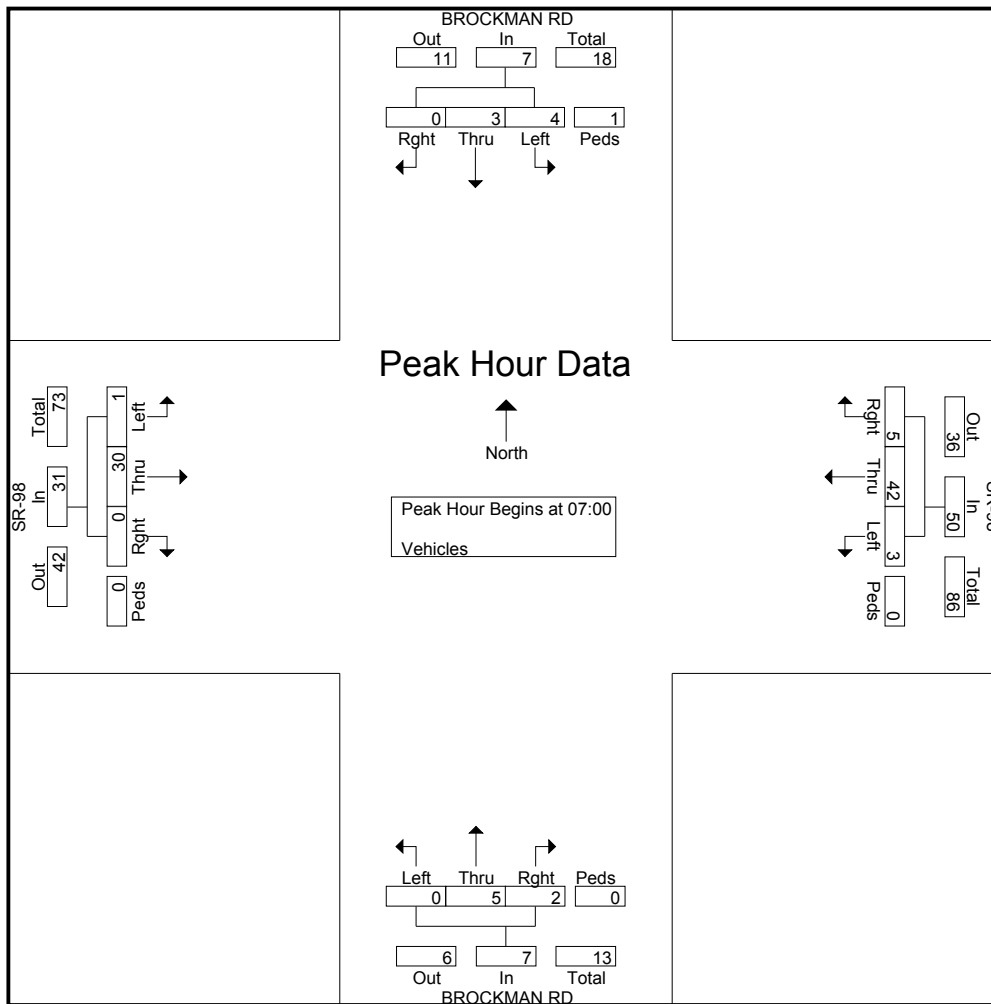 BROCKMAN RD
Out In Total
11 7 18
0 3 4 1
Rght Thru Left Peds
Peak Hour Data
North
Peak Hour Begins at 07:00
Vehicles
SR-98
Total In Out
73 31 42
1 30 0 0
Left Thru Rght Peds
Out In Total
36 50 86
5 42 3 0
Rght Thru Left Peds
Left Thru Rght Peds
0 5 2 0
6 7 13
Out In Total
BROCKMAN RD